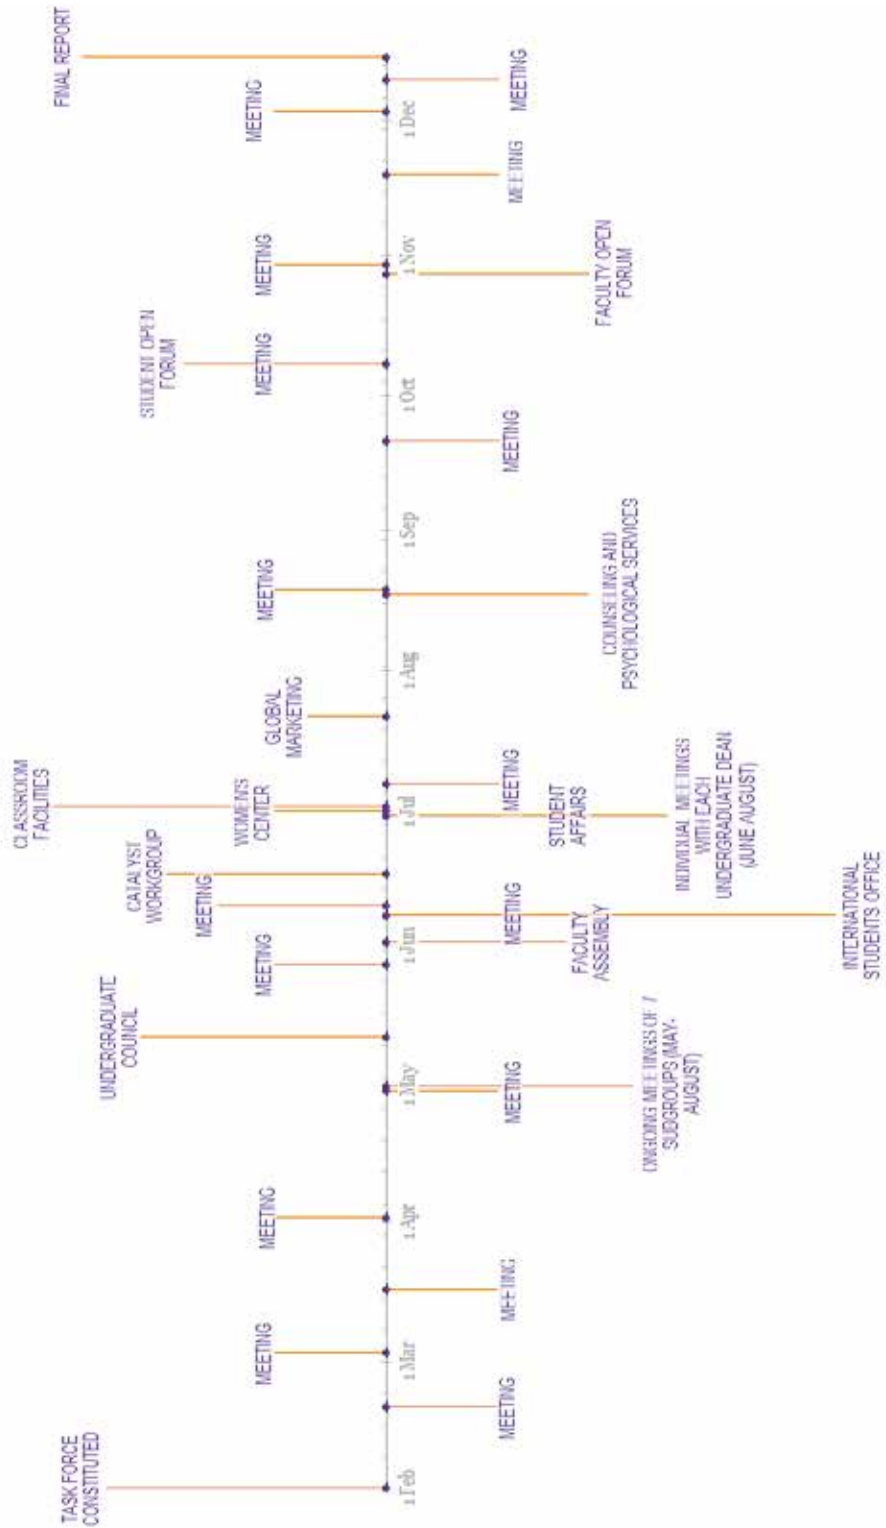 TASK FORCE
CONSTITUTED
1 Feb
MEETING
1 Mar
MEETING
MEETING
1 Apr
MEETING
1 May
MEETING
ONGOING MEETINGS OF 7
SUBGROUPS (MAY-
AUGUST)
UNDERGRADUATE
COUNCIL
MEETING
1 Jun
FACULTY
ASSEMBLY
MEETING
INTERNATIONAL
STUDENTS OFFICE
MEETING
CATALYST
WORKGROUP
1 Jul
STUDENT
AFFAIRS
INDIVIDUAL MEETINGS
WITH EACH
UNDERGRADUATE DEAN
(JUNE AUGUST)
WOMEN'S
CENTER
CLASSROOM
FACILITIES
MEETING
GLOBAL
MARKETING
1 Aug
COUNSELING AND
PSYCHOLOGICAL SERVICES
MEETING
1 Sep
MEETING
1 Oct
MEETING
STUDENT OPEN
FORUM
FACULTY OPEN
FORUM
MEETING
1 Nov
MEETING
1 Dec
MEETING
MEETING
FINAL REPORT